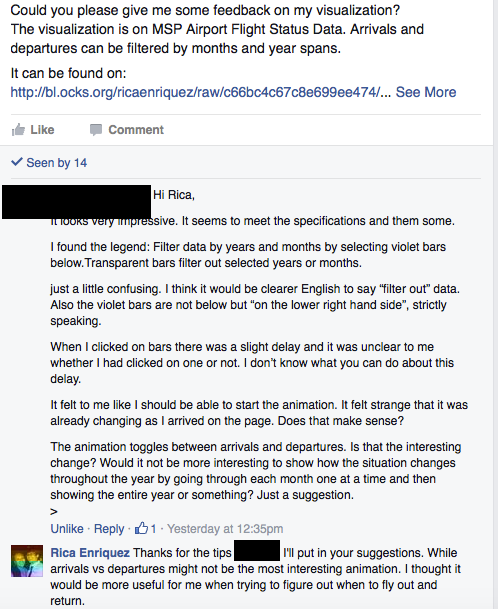 Could you please give me some feedback on my visualization?
The visualization is on MSP Airport Flight Status Data. Arrivals and
departures can be filtered by months and year spans.
It can be found on:
http://bl.ocks.org/ricaenriquez/raw/c66bc4c67c8e699ee474/... See More
Like Comment
Seen by 14
Hi Rica,
It looks very impressive. It seems to meet the specifications and them some.
I found the legend: Filter data by years and months by selecting violet bars
below.Transparent bars filter out selected years or months.
just a little confusing. I think it would be clearer English to say “filter out” data.
Also the violet bars are not below but “on the lower right hand side”, strictly
speaking.
When I clicked on bars there was a slight delay and it was unclear to me
whether I had clicked on one or not. I don’t know what you can do about this
delay.
It felt to me like I should be able to start the animation. It felt strange that it was
already changing as I arrived on the page. Does that make sense?
The animation toggles between arrivals and departures. Is that the interesting
change? Would it not be more interesting to show how the situation changes
throughout the year by going through each month one at a time and then
showing the entire year or something? Just a suggestion.
>
Unlike · Reply · 1 · Yesterday at 12:35pm
Rica Enriquez Thanks for the tips I'll put in your suggestions. While
arrivals vs departures might not be the most interesting animation. I thought it
would be more useful for me when trying to figure out when to fly out and
return.